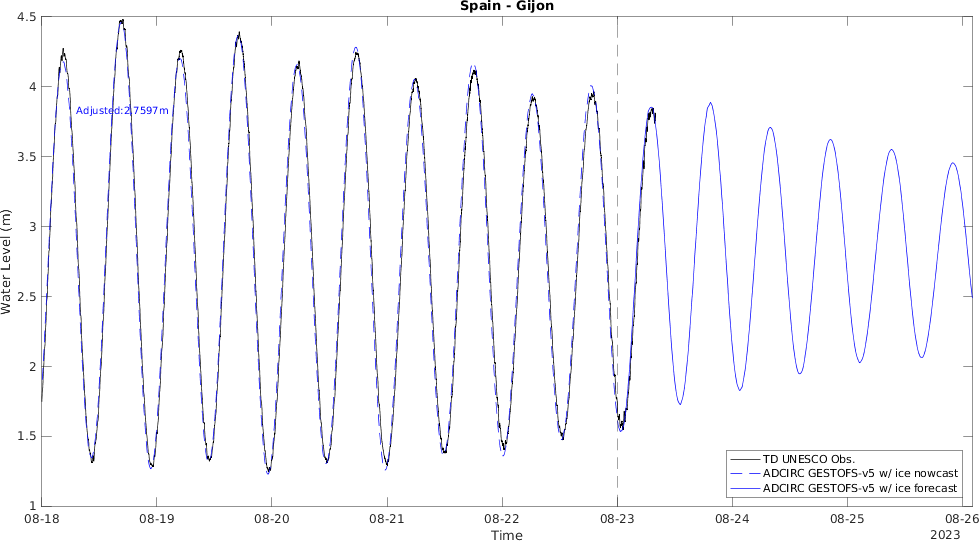 Spain - Gijon
4.5
4
3.5
3
2.5
2
1.5
1
Water Level (m)
Adjusted:2.7597m
TD UNESCO Obs.
ADCIRC GESTOFS-v5 w/ ice nowcast
ADCIRC GESTOFS-v5 w/ ice forecast
08-18 08-19 08-20 08-21 08-22 08-23 08-24 08-25 08-26
Time
2023